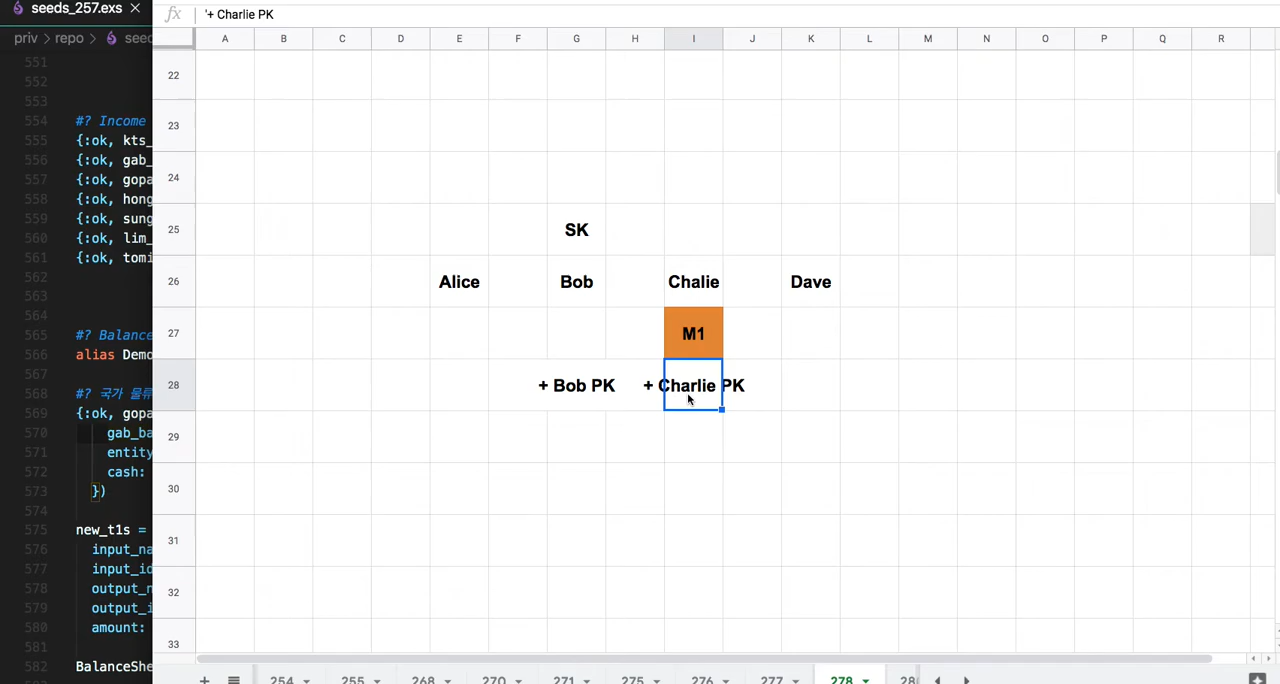 seeds_257.exs
priv > repo > seed
'+ Charlie PK
A B C D E F G H I J K L M N O P Q R
22
23
24
25 SK
26 Alice Bob Chalie Dave
27 M1
28 + Bob PK + Charlie PK
29
30
31
32
33
551
552
553
554 #? Income
555 {:ok, kts_
556 {:ok, gab_
557 {:ok, gopa
558 {:ok, hong
559 {:ok, sung
560 {:ok, lim_
561 {:ok, tomi
562
563
564
565 #? Balance
566 alias Demo
567
568 #? 국가 물류
569 {:ok, gopa
570 gab_ba
571 entity
572 cash:
573 })
574
575 new_t1s =
576 input_na
577 input_id
578 output_n
579 output_i
580 amount:
581
582 BalanceShe
254 255 268 270 271 275 276 277 278 28